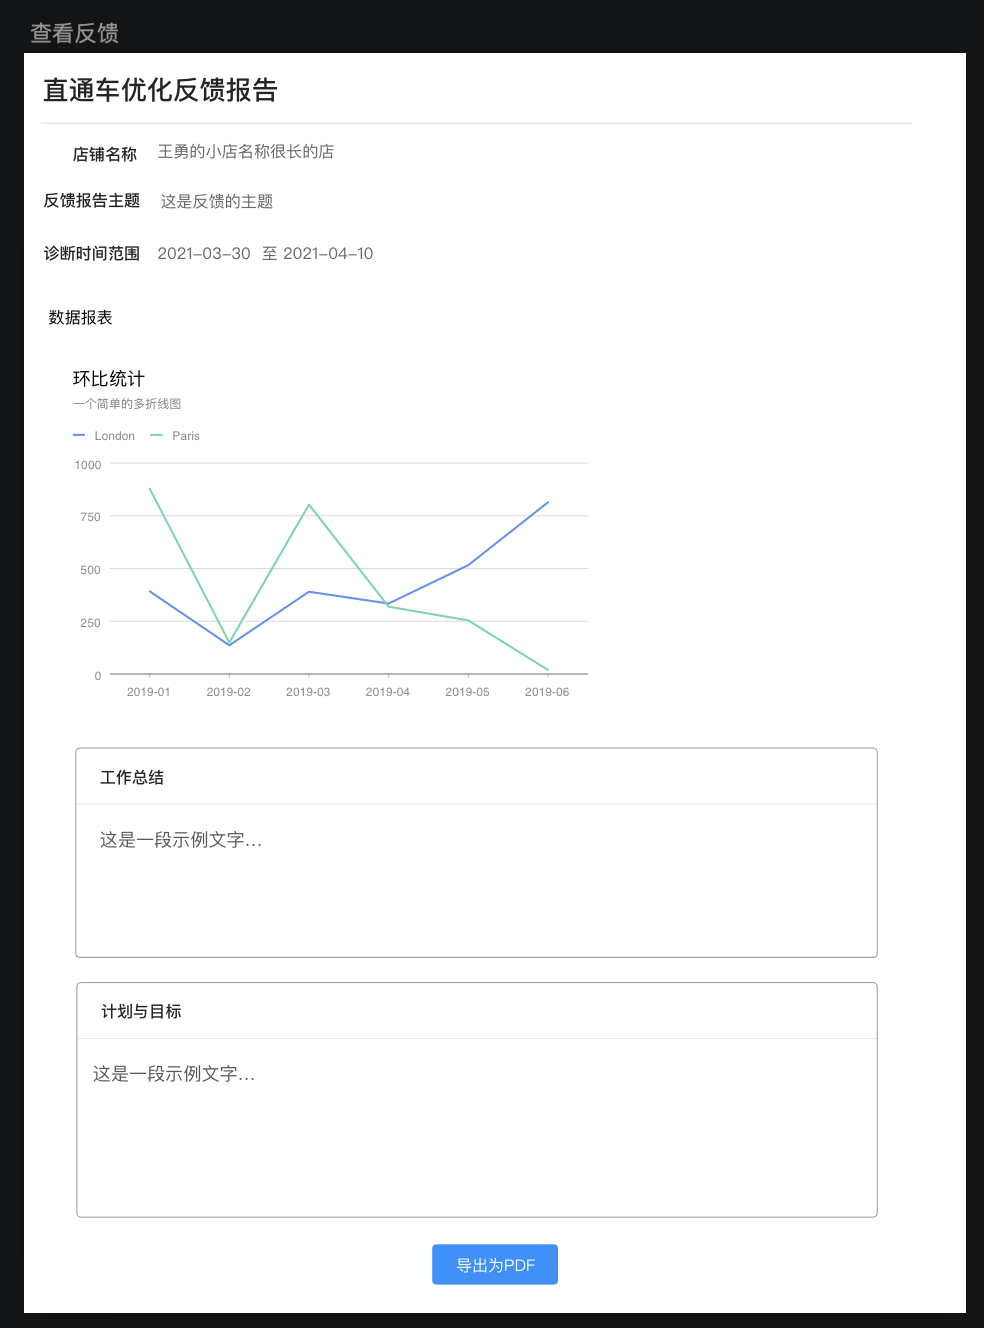 查看反馈
直通车优化反馈报告
店铺名称 王勇的小店名称很长的店
反馈报告主题 这是反馈的主题
诊断时间范围 2021-03-30 至 2021-04-10
数据报表
环比统计
一个简单的多折线图
London Paris
1000
750
500
250
0
2019-01 2019-02 2019-03 2019-04 2019-05 2019-06
工作总结
这是一段示例文字...
计划与目标
这是一段示例文字...
导出为PDF